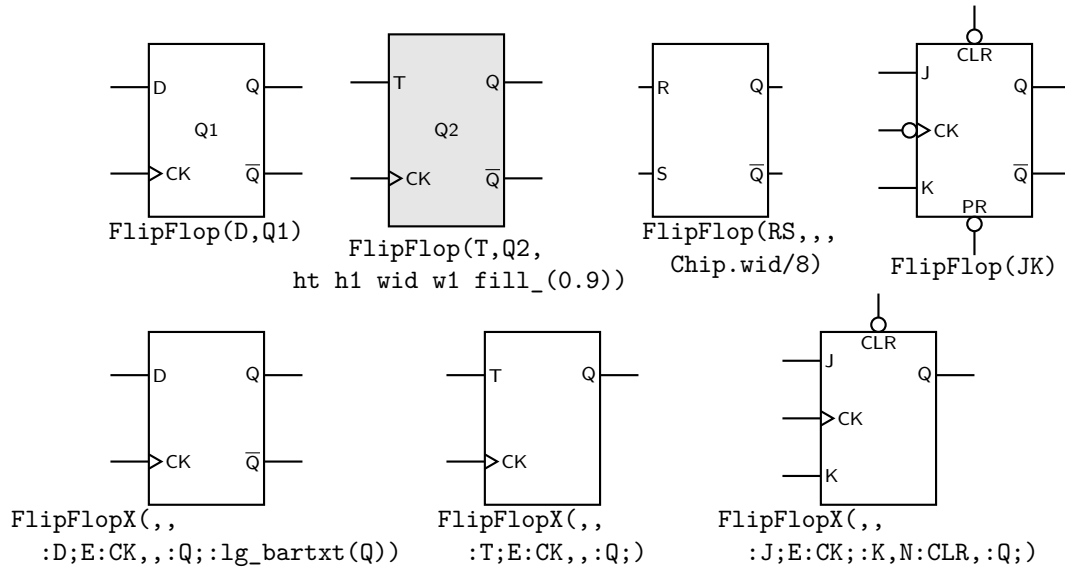 CLR
D Q
T Q
R Q
J Q
Q1
Q2
CK
CK Q̅
CK Q̅
S Q̅
K Q̅
PR
FlipFlop(D,Q1)
FlipFlop(T,Q2,
ht h1 wid w1 fill_(0.9))
FlipFlop(RS,,,
Chip.wid/8)
FlipFlop(JK)
CLR
D Q
T Q
J Q
CK
CK Q̅
CK
K
FlipFlopX(,,
:D;E:CK,,:Q;:lg_bartxt(Q))
FlipFlopX(,,
:T;E:CK,,:Q;)
FlipFlopX(,,
:J;E:CK;:K,N:CLR,:Q;)